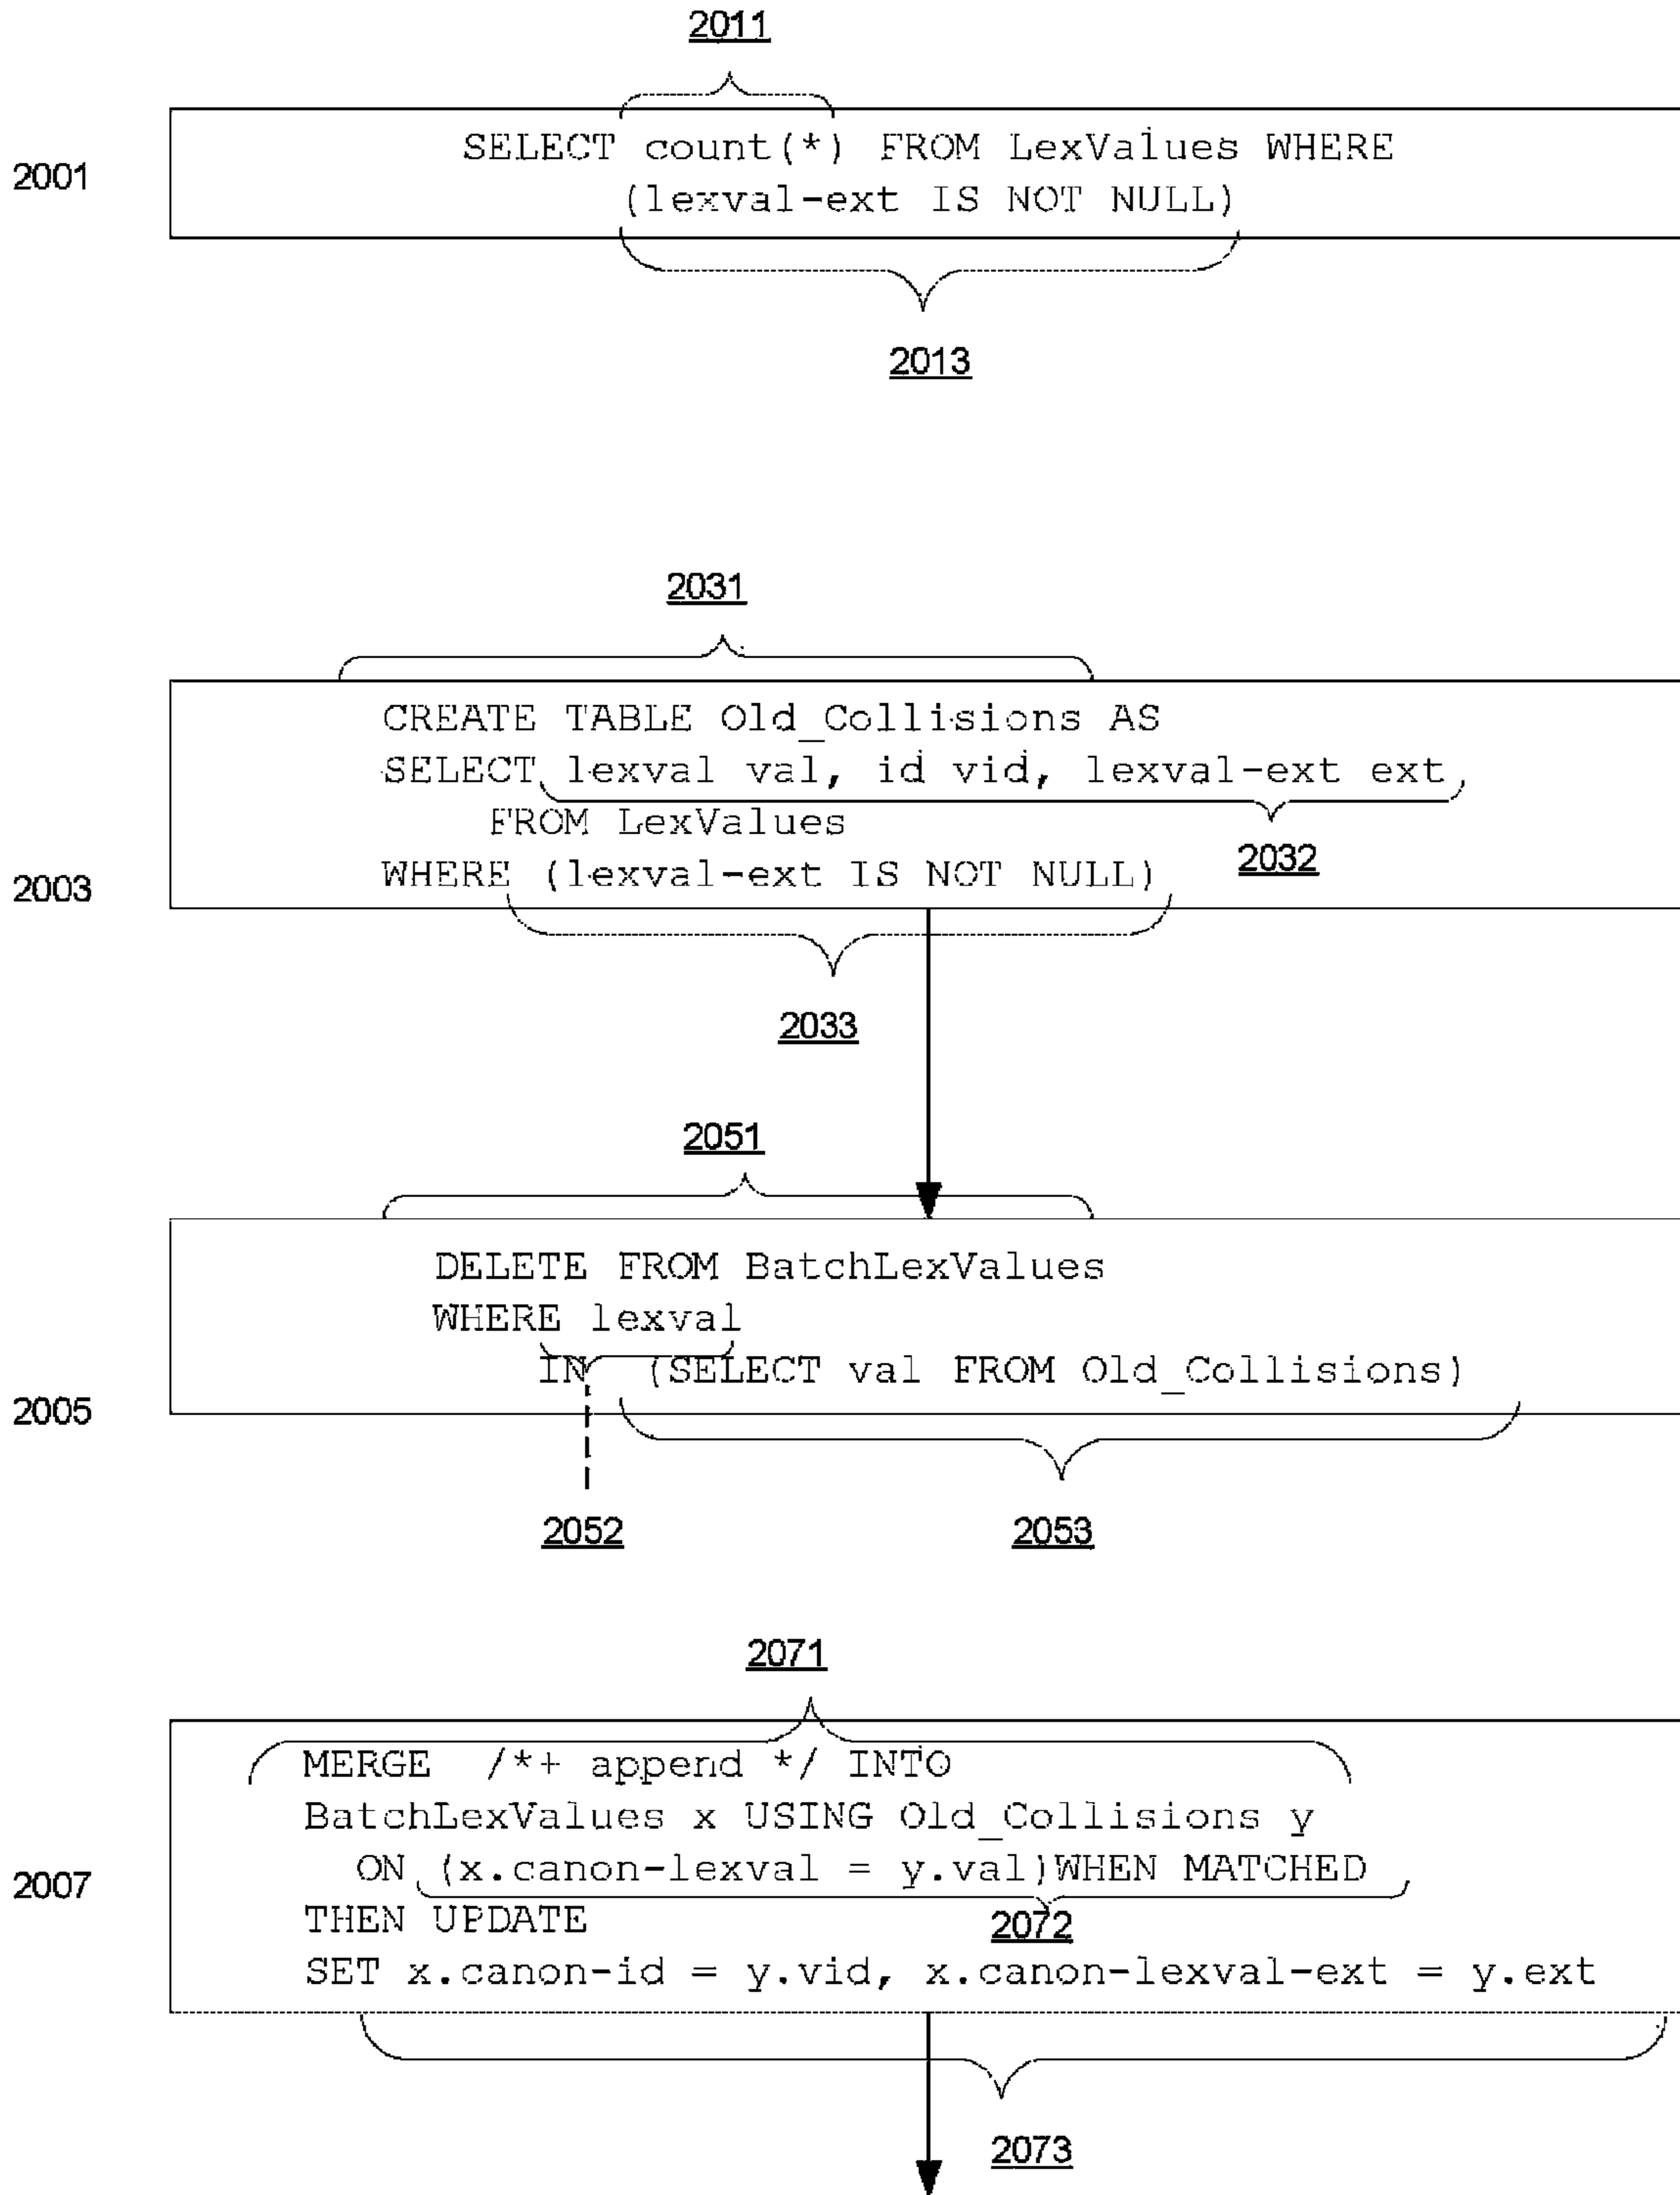 2011
2001
SELECT count(*) FROM LexValues WHERE
(lexval-ext IS NOT NULL)
2013
2031
CREATE TABLE Old_Collisions AS
SELECT lexval val, id vid, lexval-ext ext
FROM LexValues
2032
WHERE (lexval-ext IS NOT NULL)
2003
2033
2051
DELETE FROM BatchLexValues
WHERE lexval
IN (SELECT val FROM Old_Collisions)
2005
2052
2053
2071
MERGE /*+ append */ INTO
BatchLexValues x USING Old_Collisions y
ON (x.canon-lexval = y.val)WHEN MATCHED
2007
THEN UPDATE
2072
SET x.canon-id = y.vid, x.canon-lexval-ext = y.ext
2073